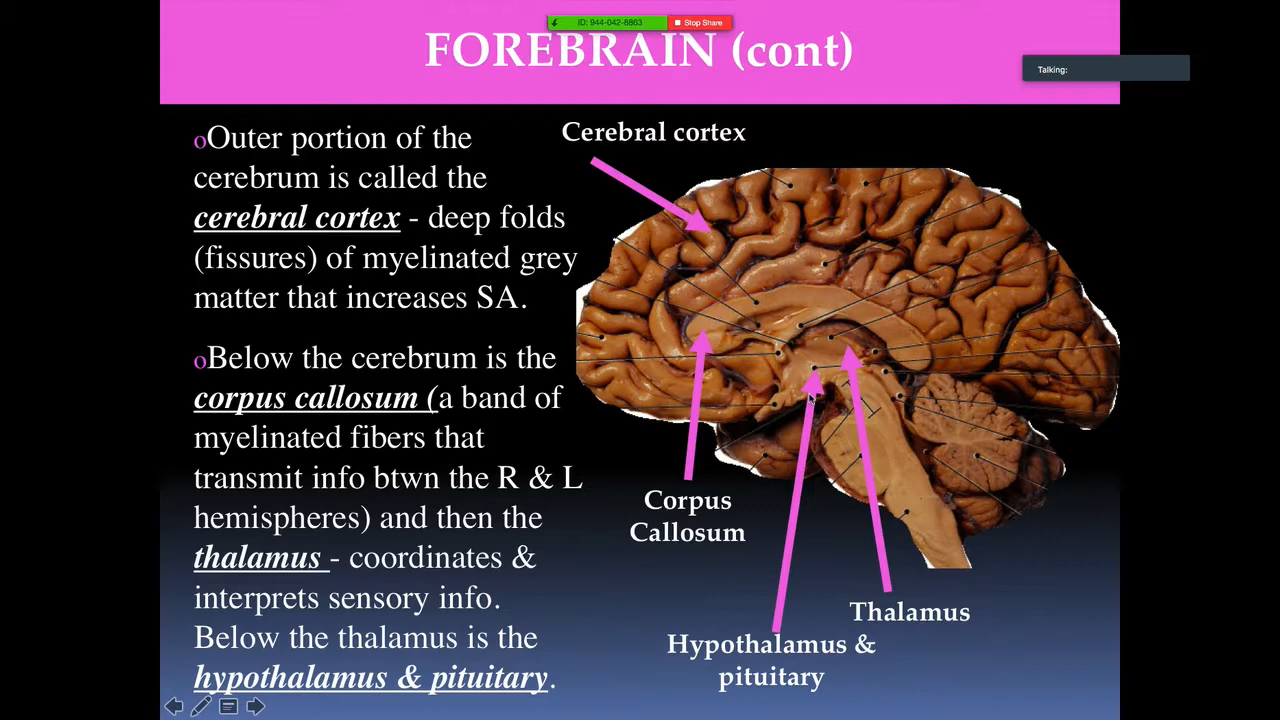 ID: 944-042-8863 Stop Share
FOREBRAIN (cont)
Talking:
oOuter portion of the
cerebrum is called the
cerebral cortex - deep folds
(fissures) of myelinated grey
matter that increases SA.
oBelow the cerebrum is the
corpus callosum (a band of
myelinated fibers that
transmit info btwn the R & L
hemispheres) and then the
thalamus - coordinates &
interprets sensory info.
Below the thalamus is the
hypothalamus & pituitary.
Cerebral cortex
Corpus
Callosum
Thalamus
Hypothalamus &
pituitary